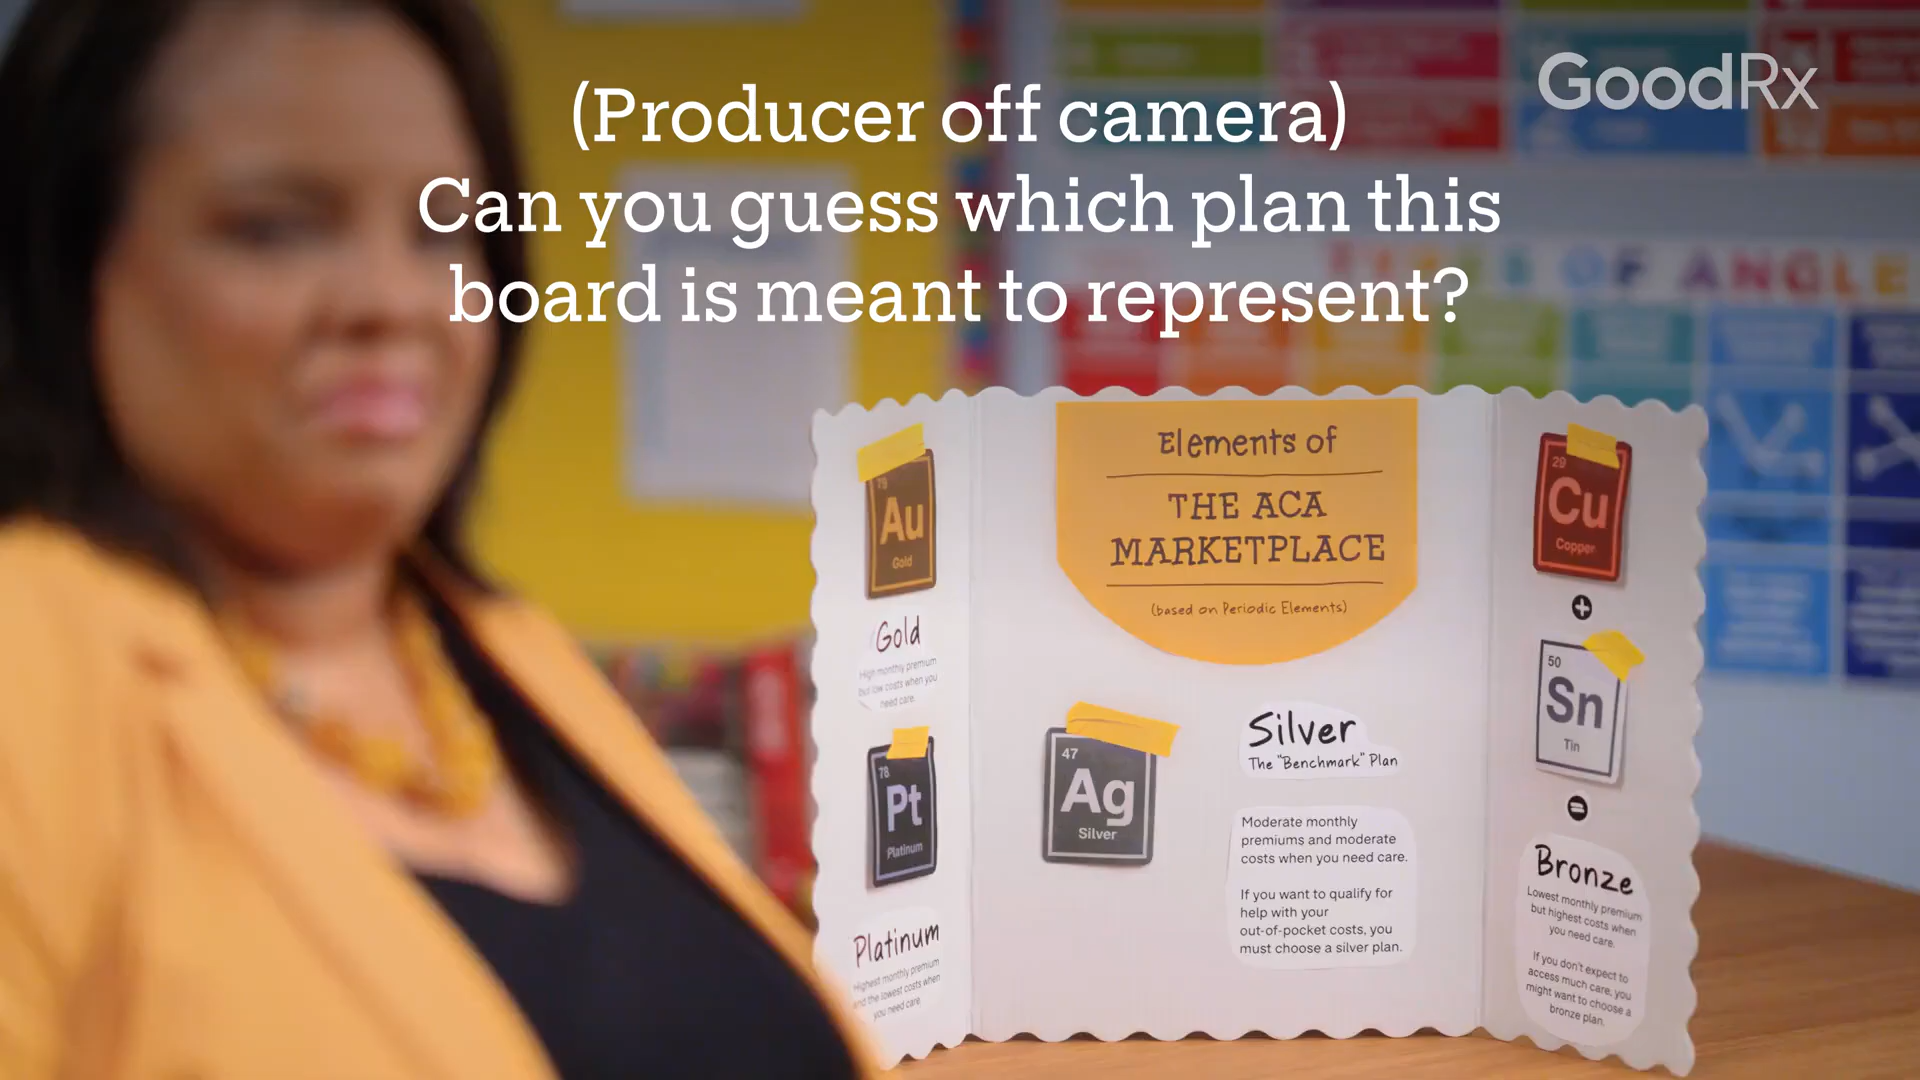 GoodRx
(Producer off camera)
Can you guess which plan this
board is meant to represent?
Elements of
THE ACA
MARKETPLACE
(based on Periodic Elements)
79
Au
Gold
Gold
High monthly premium
but low costs when you
need care.
78
Pt
Platinum
Platinum
Highest monthly premium
and the lowest costs when
you need care.
47
Ag
Silver
Silver
The "Benchmark" Plan
Moderate monthly
premiums and moderate
costs when you need care.
If you want to qualify for
help with your
out-of-pocket costs, you
must choose a silver plan.
29
Cu
Copper
+
50
Sn
Tin
=
Bronze
Lowest monthly premium
but highest costs when
you need care.
If you don't expect to
access much care, you
might want to choose a
bronze plan.
TYPES OF ANGLE